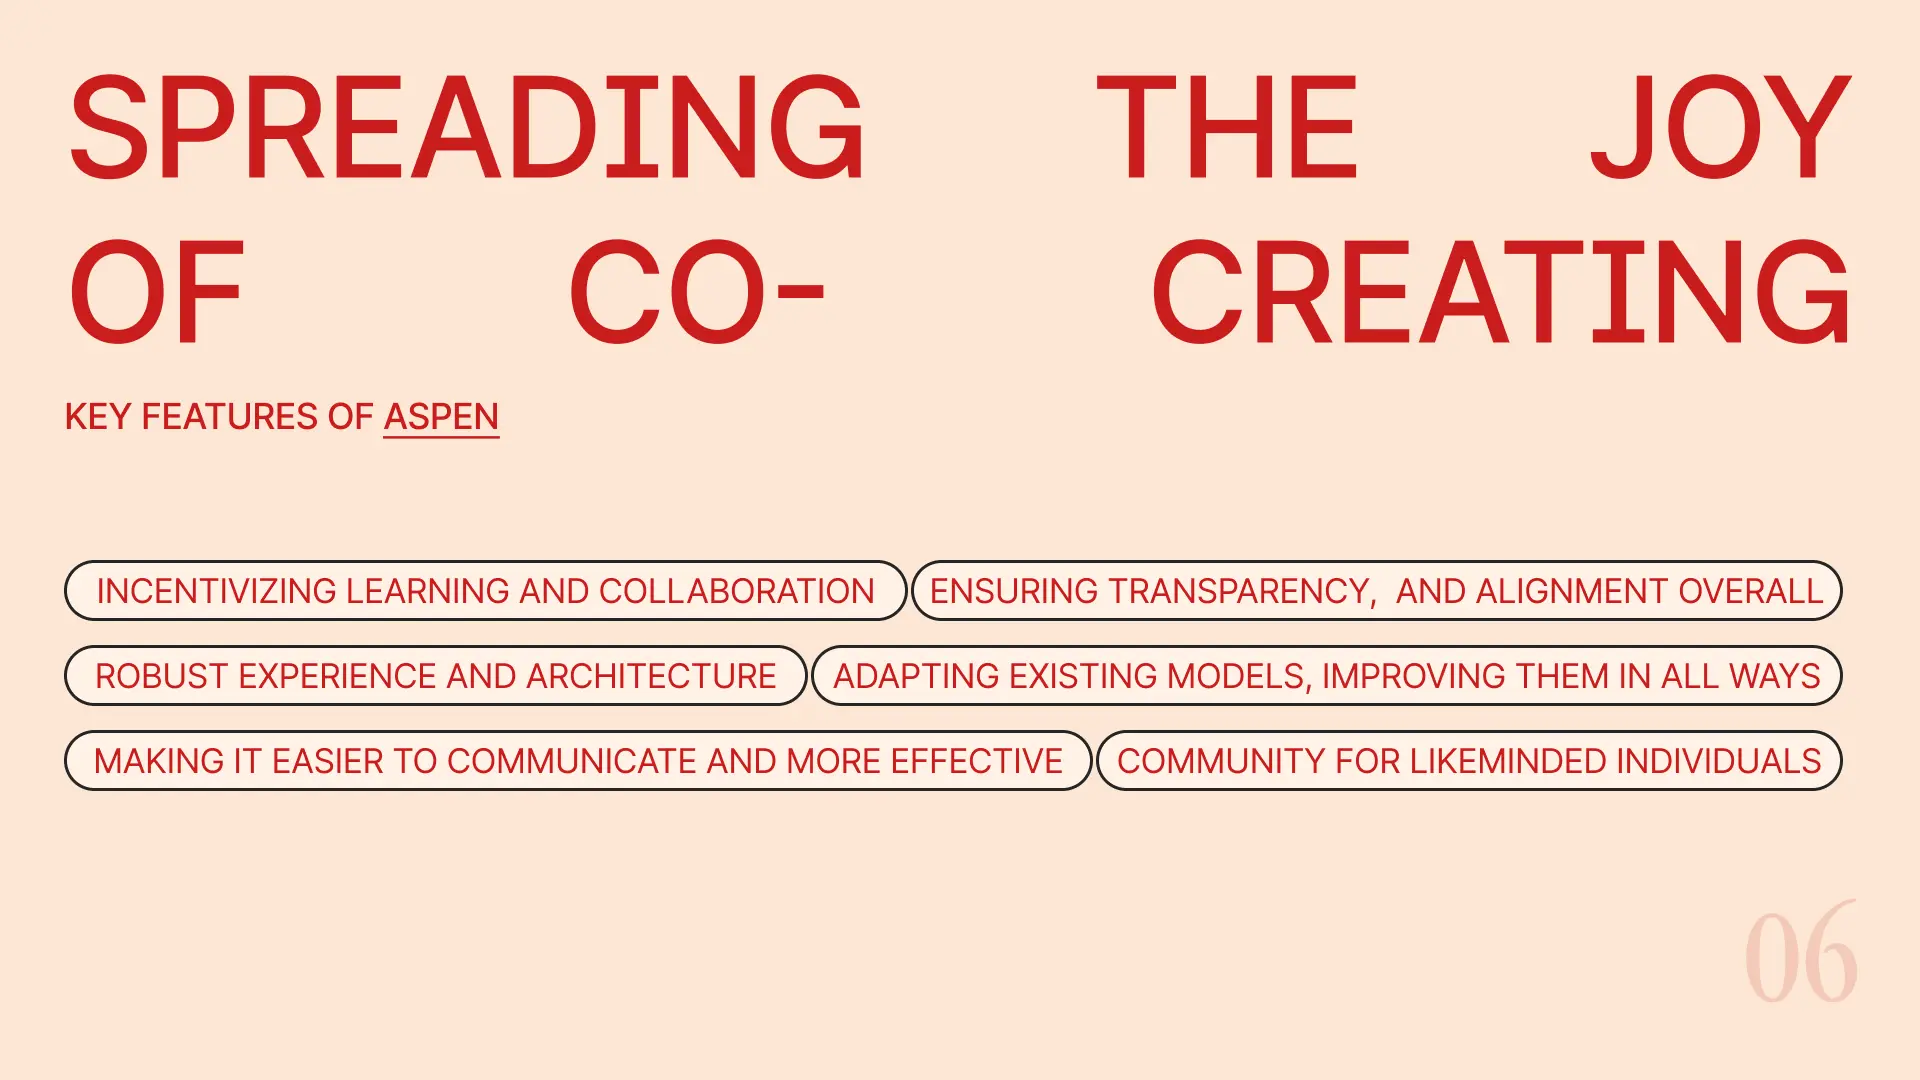 SPREADING THE JOY
OF CO- CREATING
KEY FEATURES OF ASPEN
INCENTIVIZING LEARNING AND COLLABORATION
ENSURING TRANSPARENCY,  AND ALIGNMENT OVERALL
ROBUST EXPERIENCE AND ARCHITECTURE
ADAPTING EXISTING MODELS, IMPROVING THEM IN ALL WAYS
MAKING IT EASIER TO COMMUNICATE AND MORE EFFECTIVE
COMMUNITY FOR LIKEMINDED INDIVIDUALS
06